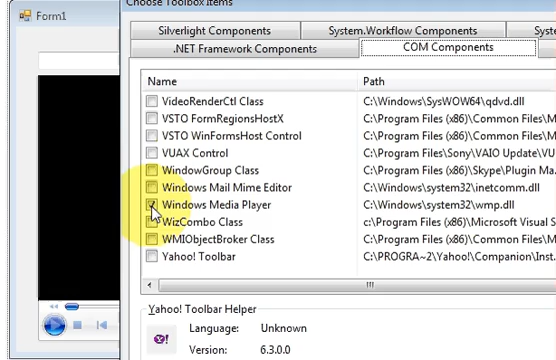 Choose Toolbox Items
Form1
Silverlight Components
System.Workflow Components
Syste
.NET Framework Components
COM Components
Name
Path
VideoRenderCtl Class
C:\Windows\SysWOW64\qdvd.dll
VSTO FormRegionsHostX
C:\Program Files (x86)\Common Files\M
VSTO WinFormsHost Control
C:\Program Files (x86)\Common Files\M
VUAX Control
C:\Program Files\Sony\VAIO Update\VU
WindowGroup Class
C:\Program Files (x86)\Skype\Plugin Ma
Windows Mail Mime Editor
C:\Windows\system32\inetcomm.dll
Windows Media Player
C:\Windows\system32\wmp.dll
WizCombo Class
c:\Program Files (x86)\Microsoft Visual S
WMIObjectBroker Class
C:\Program Files (x86)\Common Files\M
Yahoo! Toolbar
C:\PROGRA~2\Yahoo!\Companion\Inst
Yahoo! Toolbar Helper
Y!
Language: Unknown
Version: 6.3.0.0